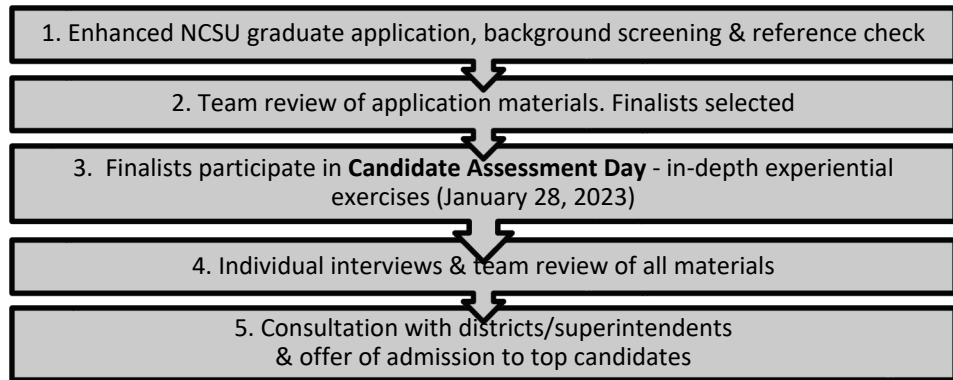 1. Enhanced NCSU graduate application, background screening & reference check
2. Team review of application materials. Finalists selected
3. Finalists participate in Candidate Assessment Day - in-depth experiential
exercises (January 28, 2023)
4. Individual interviews & team review of all materials
5. Consultation with districts/superintendents
& offer of admission to top candidates